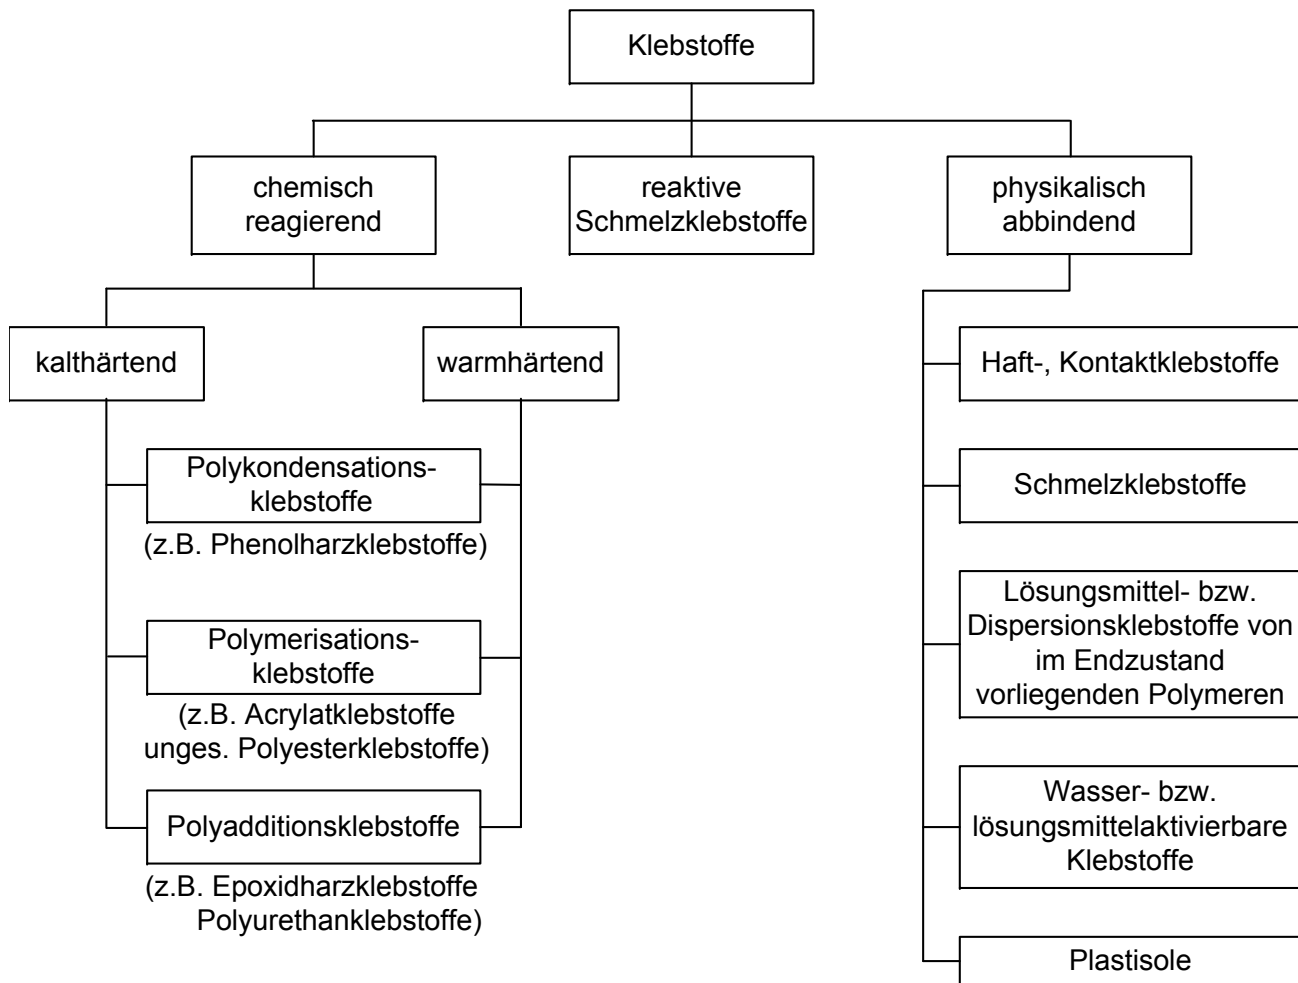 Klebstoffe
chemisch
reagierend
reaktive
Schmelzklebstoffe
physikalisch
abbindend
kalthärtend
warmhärtend
Polykondensations-
klebstoffe
(z.B. Phenolharzklebstoffe)
Polymerisations-
klebstoffe
(z.B. Acrylatklebstoffe
unges. Polyesterklebstoffe)
Polyadditionsklebstoffe
(z.B. Epoxidharzklebstoffe
Polyurethanklebstoffe)
Haft-, Kontaktklebstoffe
Schmelzklebstoffe
Lösungsmittel- bzw.
Dispersionsklebstoffe von
im Endzustand
vorliegenden Polymeren
Wasser- bzw.
lösungsmittelaktivierbare
Klebstoffe
Plastisole